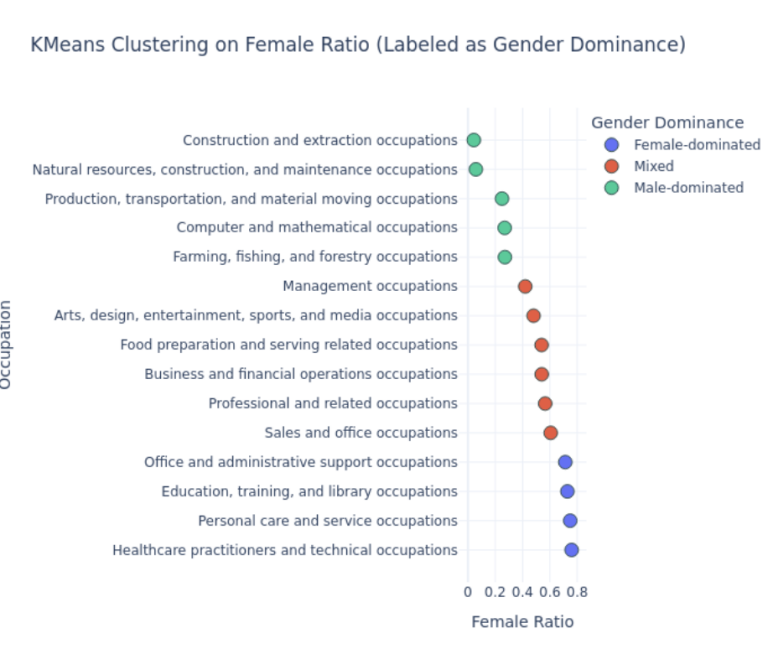 KMeans Clustering on Female Ratio (Labeled as Gender Dominance)
Gender Dominance
Female-dominated
Mixed
Male-dominated
Occupation
Construction and extraction occupations
Natural resources, construction, and maintenance occupations
Production, transportation, and material moving occupations
Computer and mathematical occupations
Farming, fishing, and forestry occupations
Management occupations
Arts, design, entertainment, sports, and media occupations
Food preparation and serving related occupations
Business and financial operations occupations
Professional and related occupations
Sales and office occupations
Office and administrative support occupations
Education, training, and library occupations
Personal care and service occupations
Healthcare practitioners and technical occupations
0 0.2 0.4 0.6 0.8
Female Ratio